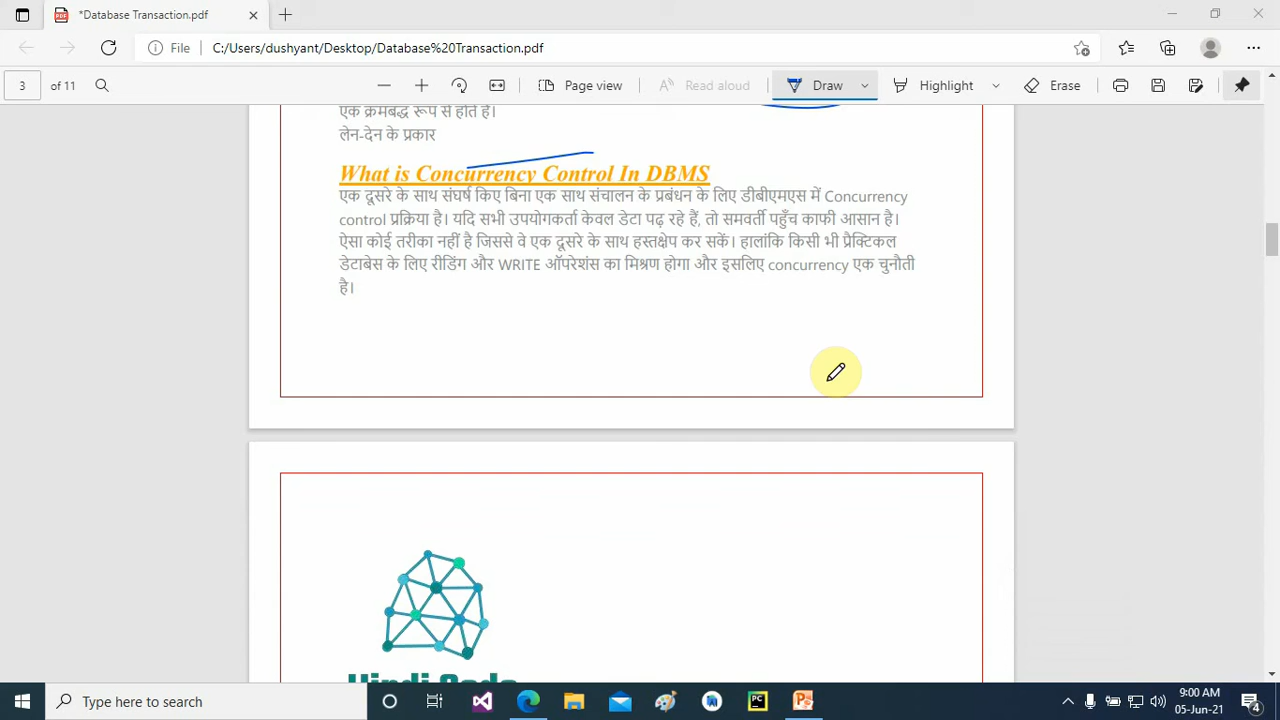 *Database Transaction.pdf
File C:/Users/dushyant/Desktop/Database%20Transaction.pdf
3 of 11 Page view Read aloud Draw Highlight Erase
एक क्रमबद्ध रूप से होते हैं।
लेन-देन के प्रकार
What is Concurrency Control In DBMS
एक दूसरे के साथ संघर्ष किए बिना एक साथ संचालन के प्रबंधन के लिए डीबीएमएस में Concurrency
control प्रक्रिया है। यदि सभी उपयोगकर्ता केवल डेटा पढ़ रहे हैं, तो समवर्ती पहुँच काफी आसान है।
ऐसा कोई तरीका नहीं है जिससे वे एक दूसरे के साथ हस्तक्षेप कर सकें। हालांकि किसी भी प्रैक्टिकल
डेटाबेस के लिए रीडिंग और WRITE ऑपरेशंस का मिश्रण होगा और इसलिए concurrency एक चुनौती
है।
Type here to search
9:00 AM
05-Jun-21
4